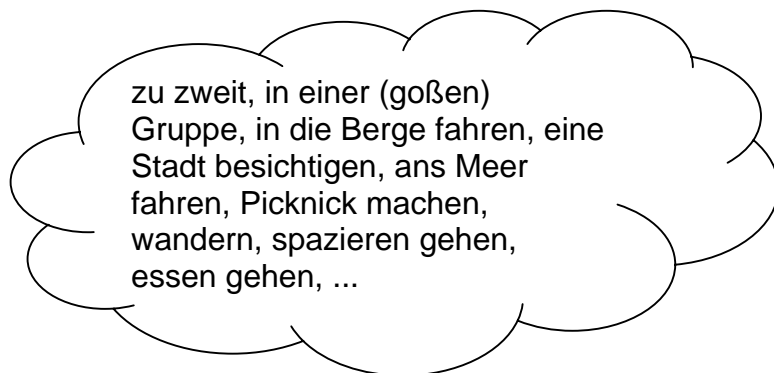 zu zweit, in einer (goßen)
Gruppe, in die Berge fahren, eine
Stadt besichtigen, ans Meer
fahren, Picknick machen,
wandern, spazieren gehen,
essen gehen, ...